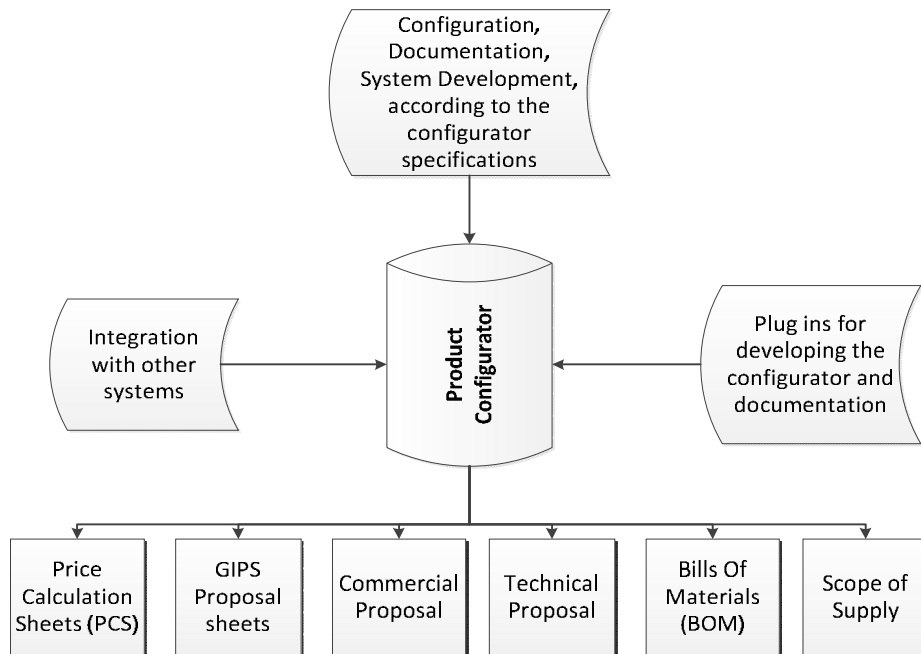 Configuration,
Documentation,
System Development,
according to the
configurator
specifications
Integration
with other
systems
Product
Configurator
Plug ins for
developing the
configurator and
documentation
Price
Calculation
Sheets (PCS)
GIPS
Proposal
sheets
Commercial
Proposal
Technical
Proposal
Bills Of
Materials
(BOM)
Scope of
Supply